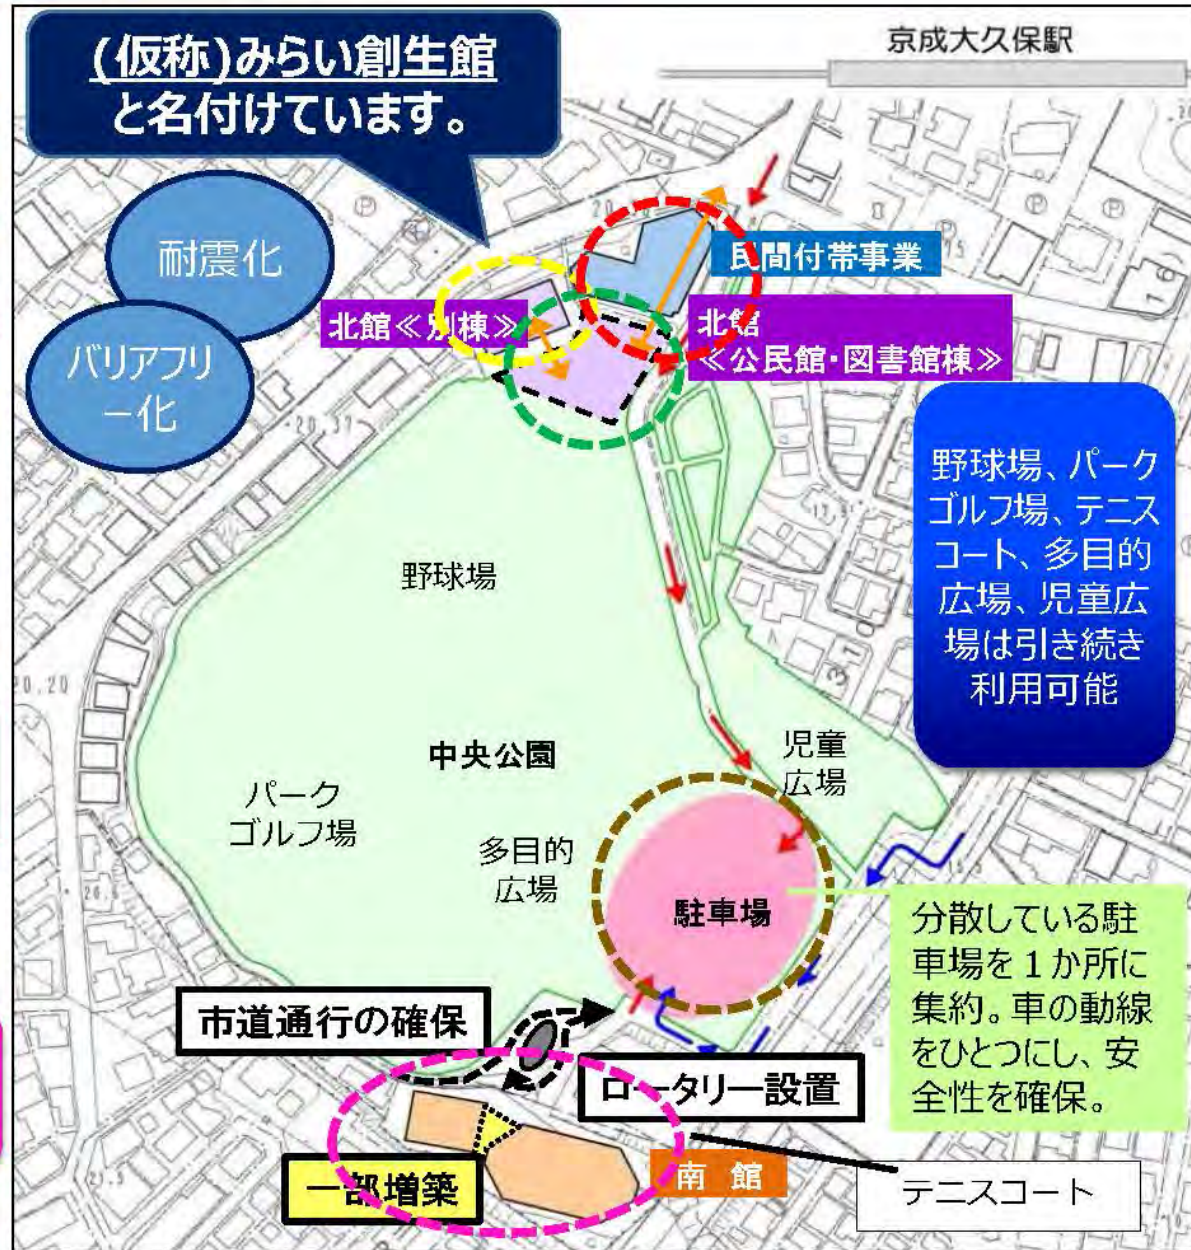 (仮称)みらい創生館
と名付けています。
京成大久保駅
耐震化
バリアフリ
ー化
民間付帯事業
北館≪別棟≫
北館
≪公民館・図書館棟≫
野球場、パーク
ゴルフ場、テニス
コート、多目的
広場、児童広
場は引き続き
利用可能
野球場
中央公園
児童
広場
パーク
ゴルフ場
多目的
広場
駐車場
分散している駐
車場を1か所に
集約。車の動線
をひとつにし、安
全性を確保。
市道通行の確保
ロータリー設置
一部増築
南 館
テニスコート
20.37
20.20